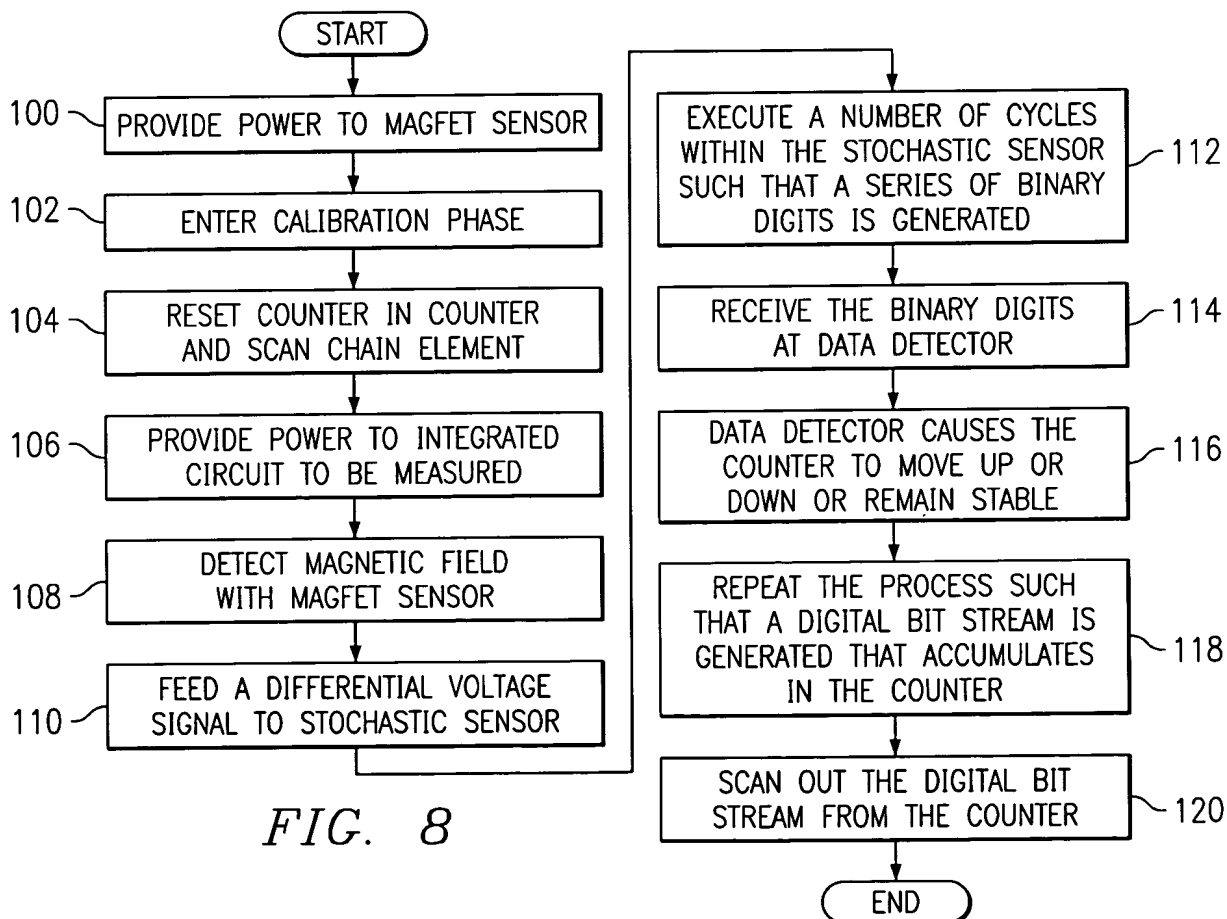 START
100
PROVIDE POWER TO MAGFET SENSOR
102
ENTER CALIBRATION PHASE
104
RESET COUNTER IN COUNTER
AND SCAN CHAIN ELEMENT
106
PROVIDE POWER TO INTEGRATED
CIRCUIT TO BE MEASURED
108
DETECT MAGNETIC FIELD
WITH MAGFET SENSOR
110
FEED A DIFFERENTIAL VOLTAGE
SIGNAL TO STOCHASTIC SENSOR
EXECUTE A NUMBER OF CYCLES
WITHIN THE STOCHASTIC SENSOR
SUCH THAT A SERIES OF BINARY
DIGITS IS GENERATED
112
RECEIVE THE BINARY DIGITS
AT DATA DETECTOR
114
DATA DETECTOR CAUSES THE
COUNTER TO MOVE UP OR
DOWN OR REMAIN STABLE
116
REPEAT THE PROCESS SUCH
THAT A DIGITAL BIT STREAM IS
GENERATED THAT ACCUMULATES
IN THE COUNTER
118
SCAN OUT THE DIGITAL BIT
STREAM FROM THE COUNTER
120
END
FIG. 8